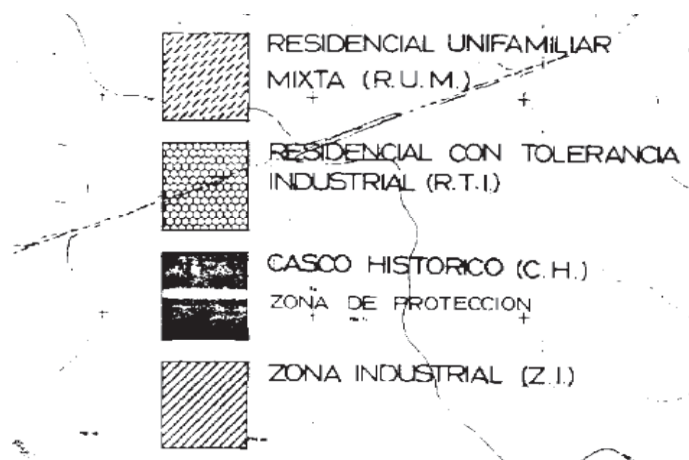 RESIDENCIAL UNIFAMILIAR
MIXTA (R.U.M.)
RESIDENCIAL CON TOLERANCIA
INDUSTRIAL (R.T.I.)
CASCO HISTORICO (C.H.)
ZONA DE PROTECCION
ZONA INDUSTRIAL (Z.I.)